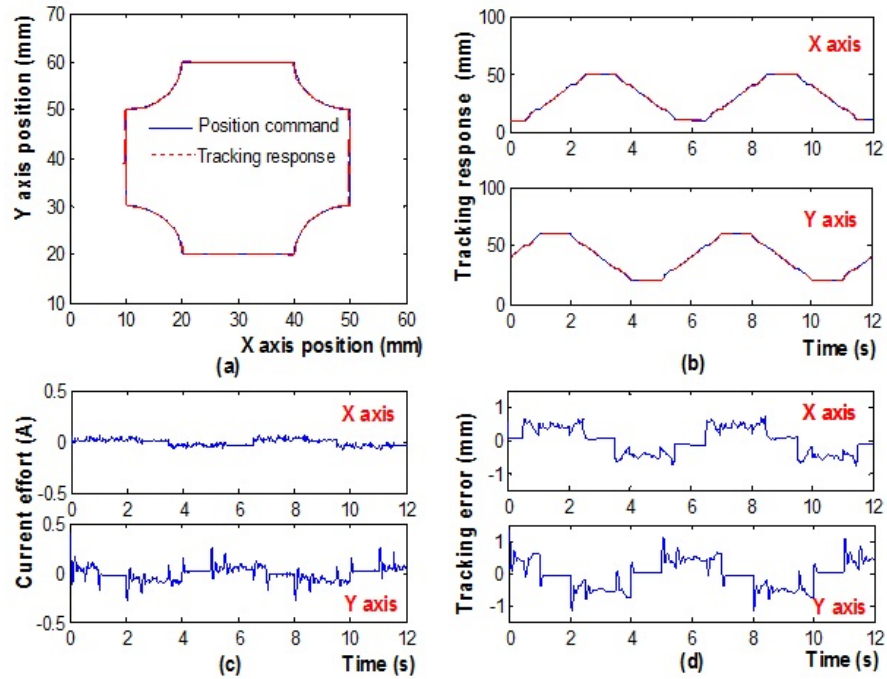 70
60
50
40
30
20
10
Y axis position (mm)
Position command
Tracking response
0 10 20 30 40 50 60
X axis position (mm)
(a)
100
50
0
X axis
0 2 4 6 8 10 12
Tracking response (mm)
100
50
0
Y axis
0 2 4 6 8 10 12
(b)
Time (s)
0.5
0
-0.5
X axis
0 2 4 6 8 10 12
Current effort (A)
0.5
0
-0.5
Y axis
0 2 4 6 8 10 12
(c)
Time (s)
1
0
-1
X axis
0 2 4 6 8 10 12
Tracking error (mm)
1
0
-1
Y axis
0 2 4 6 8 10 12
(d)
Time (s)